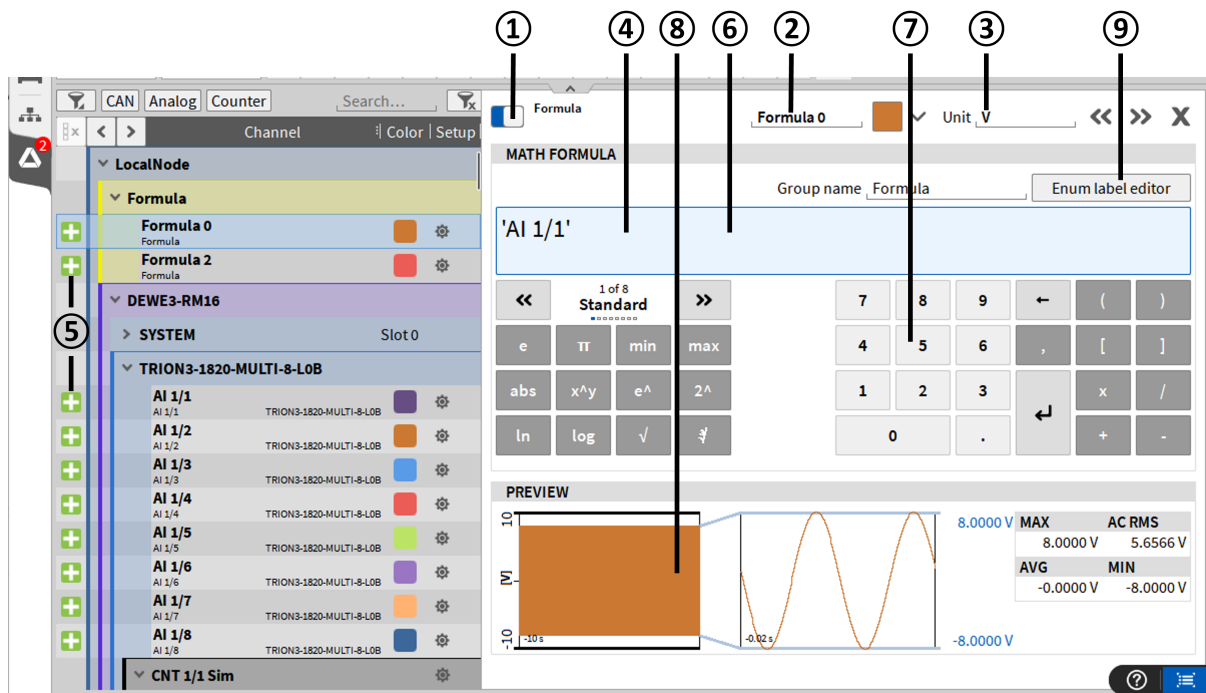 ① ④ ⑧ ⑥ ② ⑦ ③ ⑨
CAN Analog Counter Search...
Formula
Formula 0
Unit V
2
Channel Color Setup
MATH FORMULA
LocalNode
Group name Formula
Enum label editor
Formula
'AI 1/1'
Formula 0
Formula
Formula 2
Formula
⑤
DEWE3-RM16
SYSTEM Slot 0
TRION3-1820-MULTI-8-L0B
AI 1/1
AI 1/1 TRION3-1820-MULTI-8-L0B
AI 1/2
AI 1/2 TRION3-1820-MULTI-8-L0B
AI 1/3
AI 1/3 TRION3-1820-MULTI-8-L0B
AI 1/4
AI 1/4 TRION3-1820-MULTI-8-L0B
AI 1/5
AI 1/5 TRION3-1820-MULTI-8-L0B
AI 1/6
AI 1/6 TRION3-1820-MULTI-8-L0B
AI 1/7
AI 1/7 TRION3-1820-MULTI-8-L0B
AI 1/8
AI 1/8 TRION3-1820-MULTI-8-L0B
CNT 1/1 Sim
1 of 8
Standard
7 8 9 ← ( )
e π min max 4 5 6 , [ ]
abs x^y e^ 2^ 1 2 3 x /
ln log √ ∛ 0 . + -
PREVIEW
10
[V]
-10
-10 s
-0.02 s
8.0000 V
-8.0000 V
MAX AC RMS
8.0000 V 5.6566 V
AVG MIN
-0.0000 V -8.0000 V
?